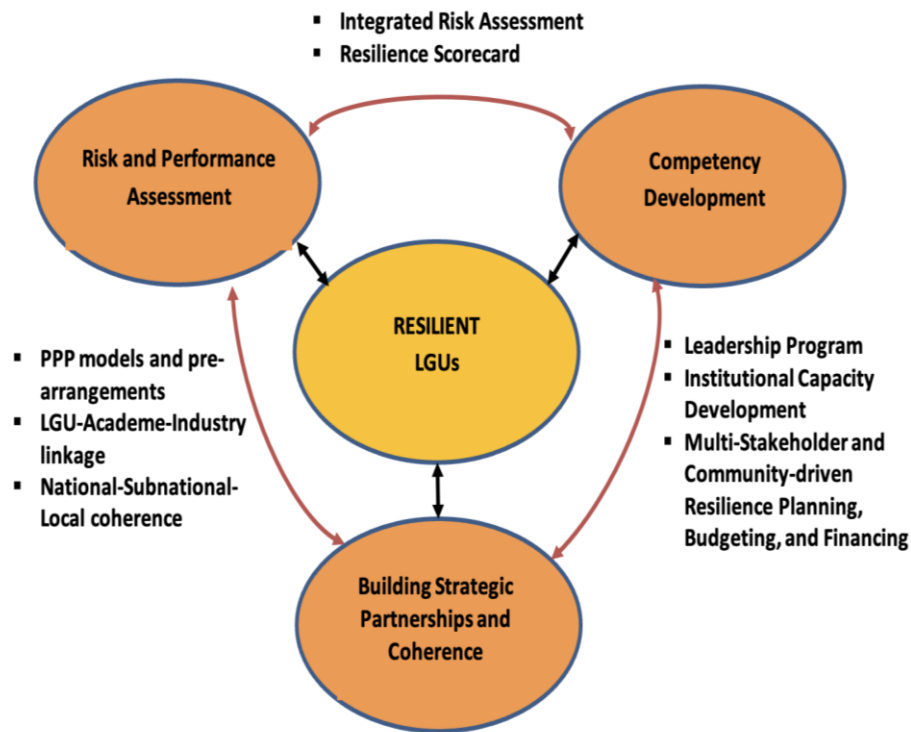 ▪ Integrated Risk Assessment
▪ Resilience Scorecard
Risk and Performance
Assessment
Competency
Development
RESILIENT
LGUs
▪ PPP models and pre-
arrangements
▪ LGU-Academe-Industry
linkage
▪ National-Subnational-
Local coherence
▪ Leadership Program
▪ Institutional Capacity
Development
▪ Multi-Stakeholder and
Community-driven
Resilience Planning,
Budgeting, and Financing
Building Strategic
Partnerships and
Coherence